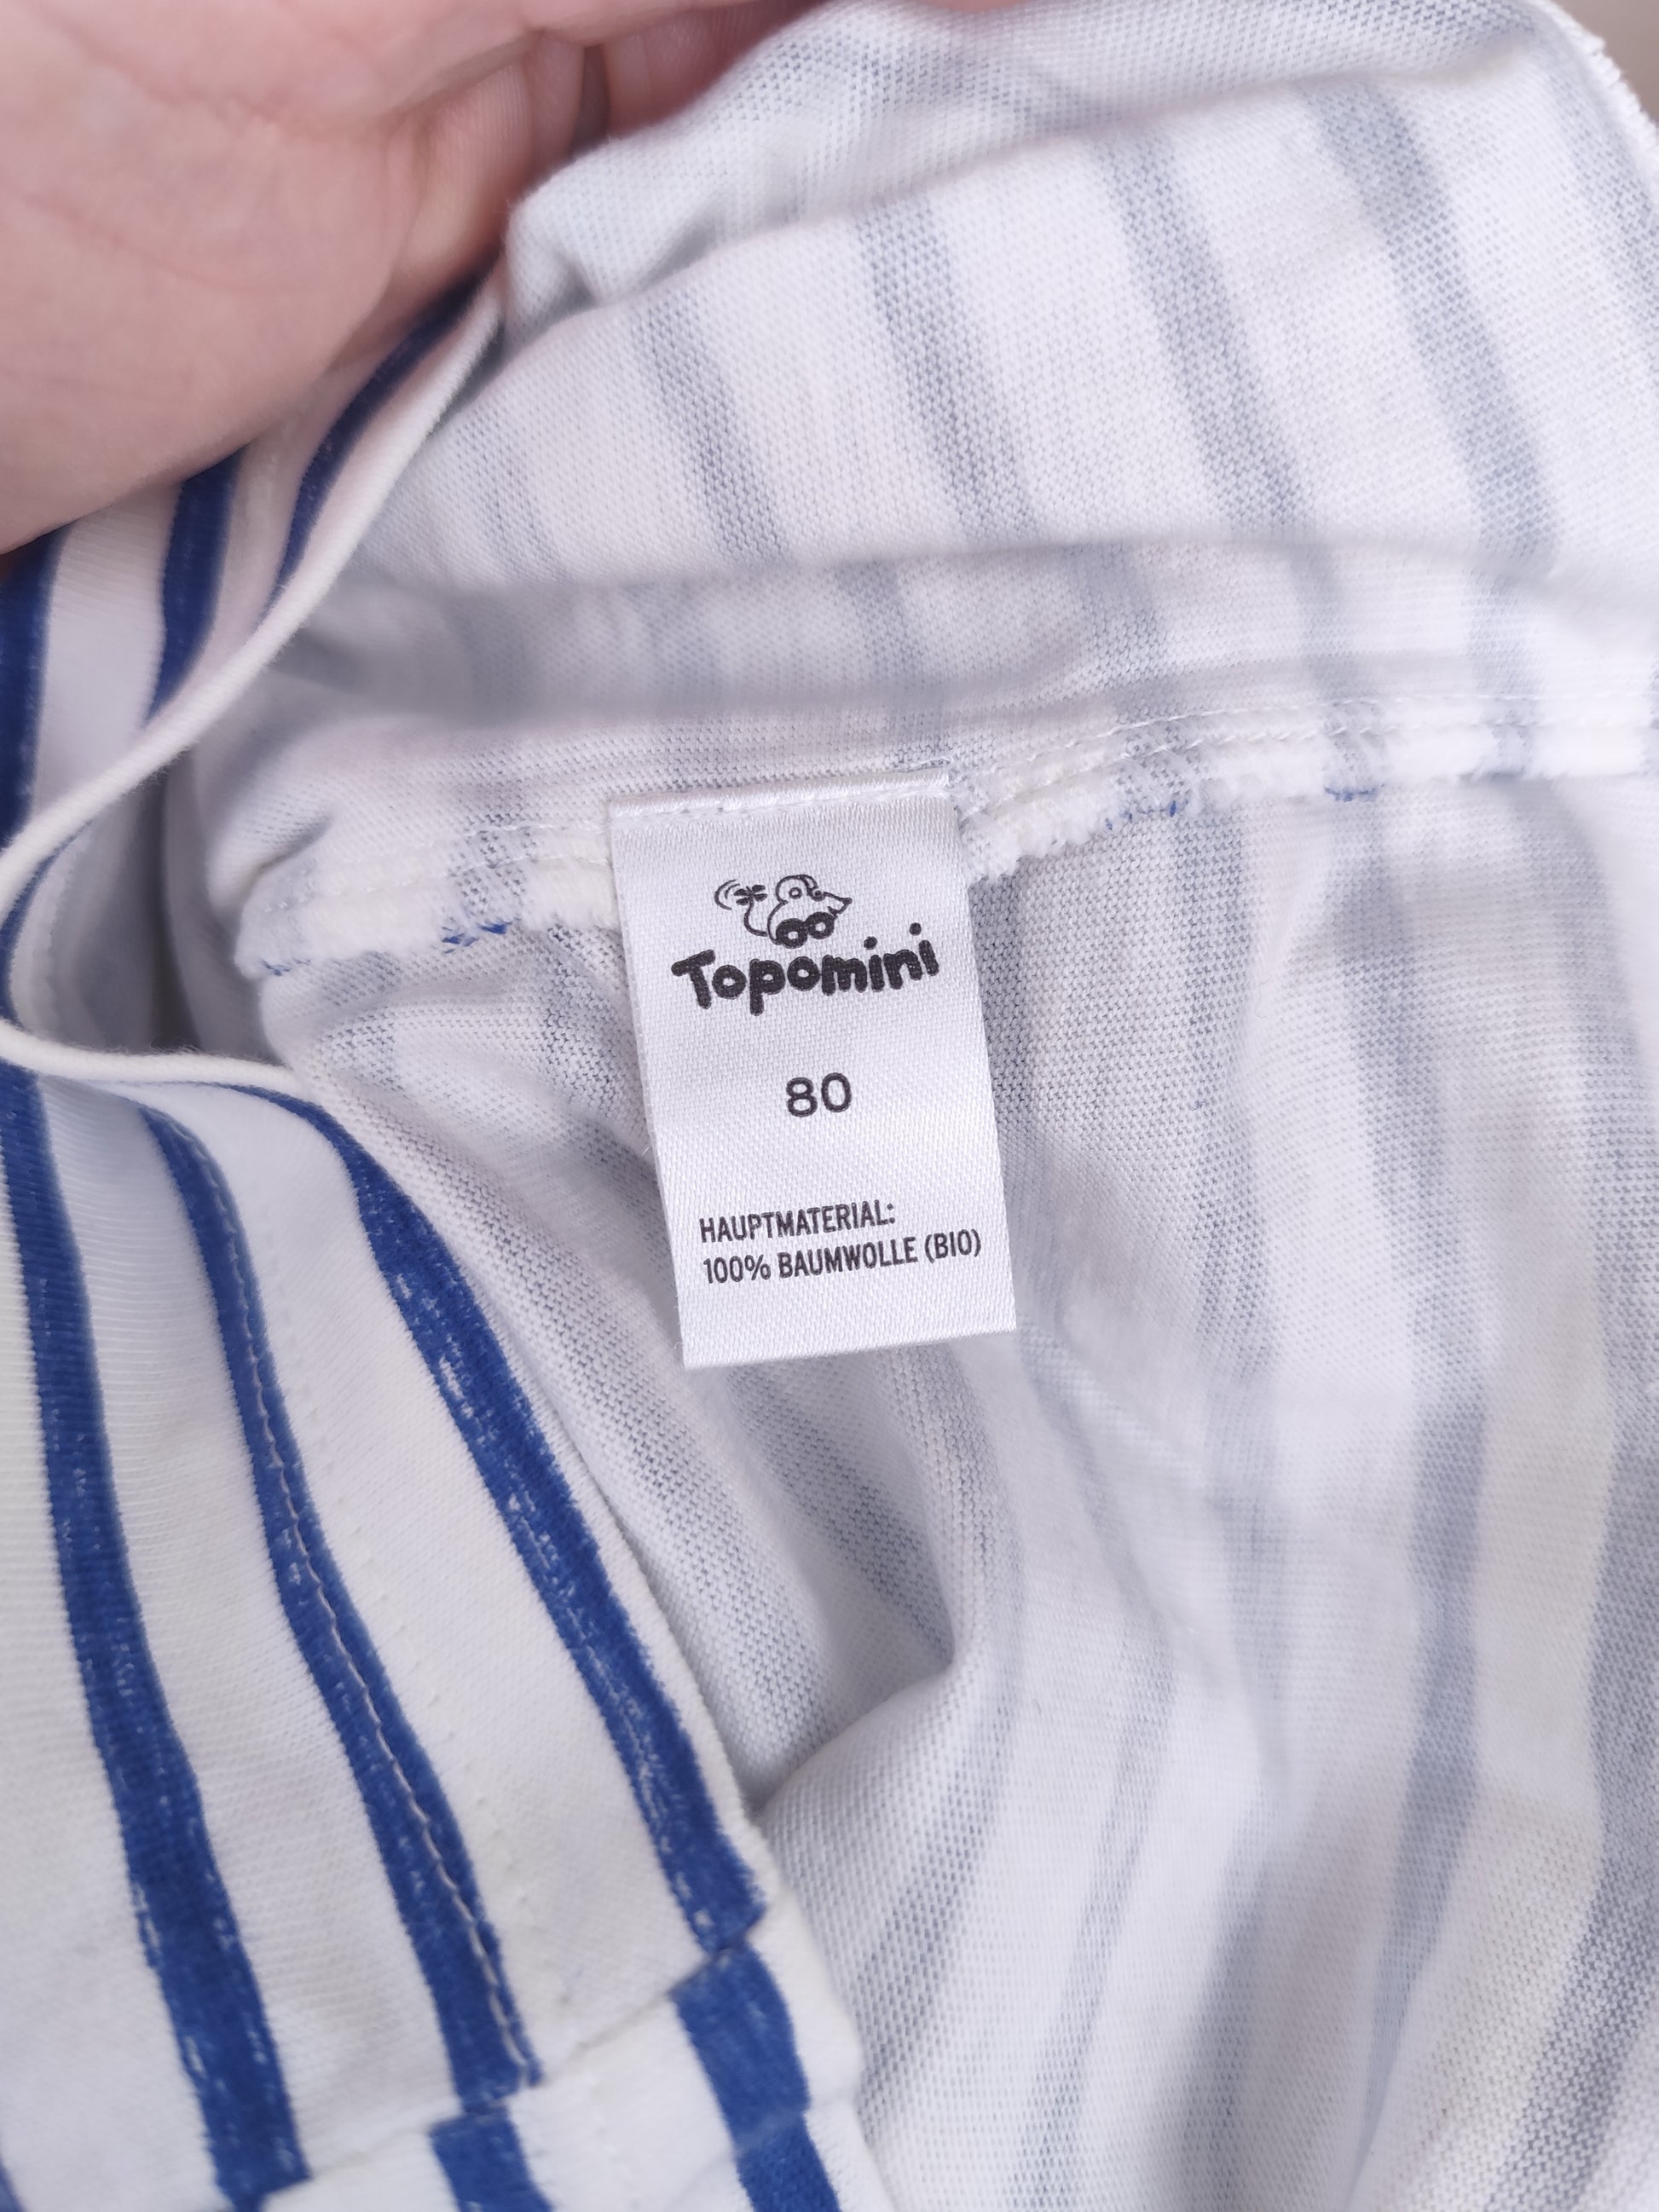 Topomini
80
HAUPTMATERIAL:
100% BAUMWOLLE (BIO)